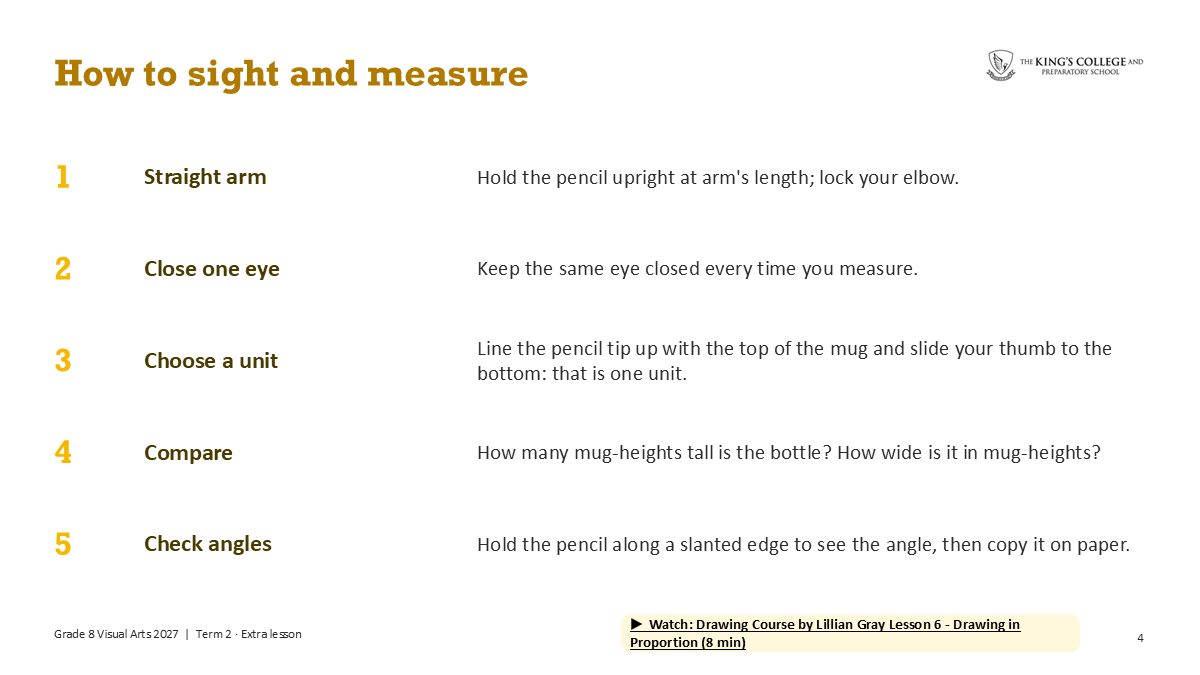 How to sight and measure
THE KING'S COLLEGE AND
PREPARATORY SCHOOL
1 Straight arm Hold the pencil upright at arm's length; lock your elbow.
2 Close one eye Keep the same eye closed every time you measure.
3 Choose a unit Line the pencil tip up with the top of the mug and slide your thumb to the
bottom: that is one unit.
4 Compare How many mug-heights tall is the bottle? How wide is it in mug-heights?
5 Check angles Hold the pencil along a slanted edge to see the angle, then copy it on paper.
Grade 8 Visual Arts 2027 | Term 2 · Extra lesson
▶ Watch: Drawing Course by Lillian Gray Lesson 6 - Drawing in
Proportion (8 min)
4